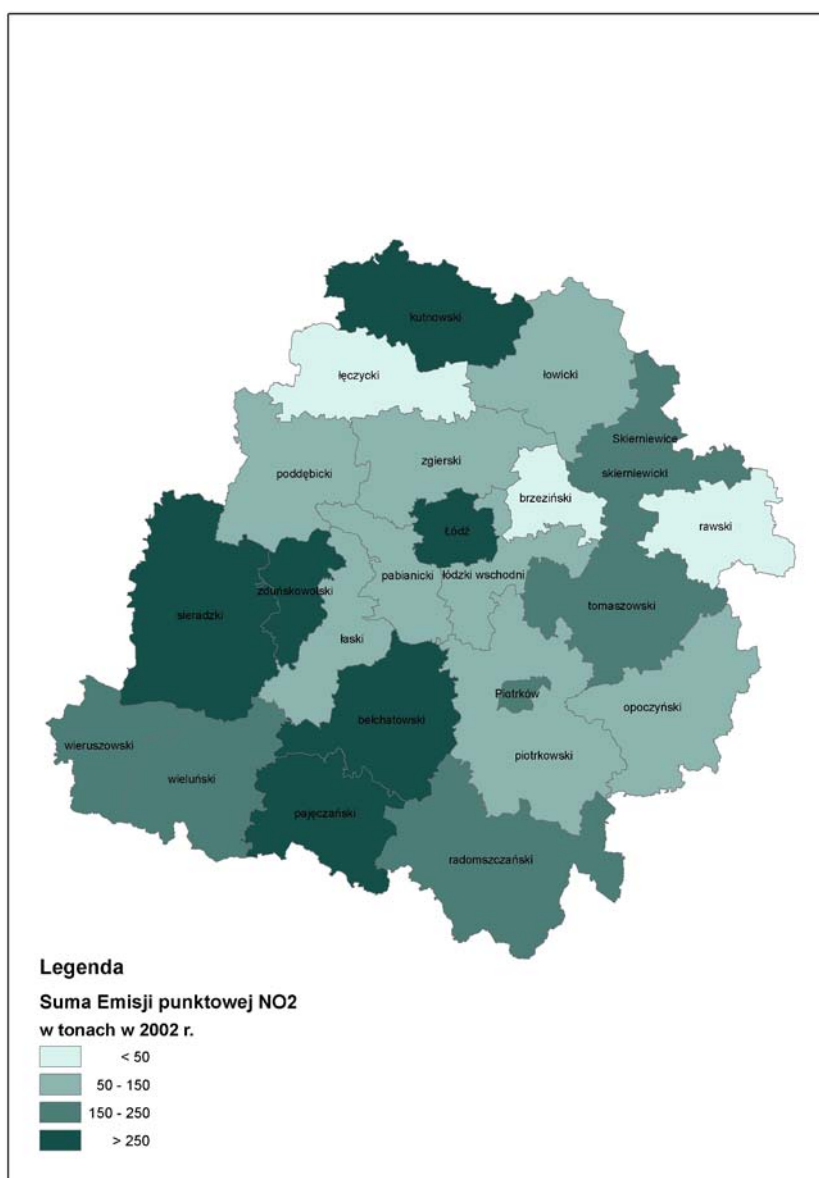 kutnowski
łęczycki
łowicki
Skierniewice
zgierski
poddębicki
skierniewicki
brzeziński
rawski
Łódź
pabianicki
łódzki wschodni
zduńskowolski
tomaszowski
sieradzki
łaski
Piotrków
opoczyński
bełchatowski
wieruszowski
piotrkowski
wieluński
pajęczański
radomszczański
Legenda
Suma Emisji punktowej NO2
w tonach w 2002 r.
< 50
50 - 150
150 - 250
> 250